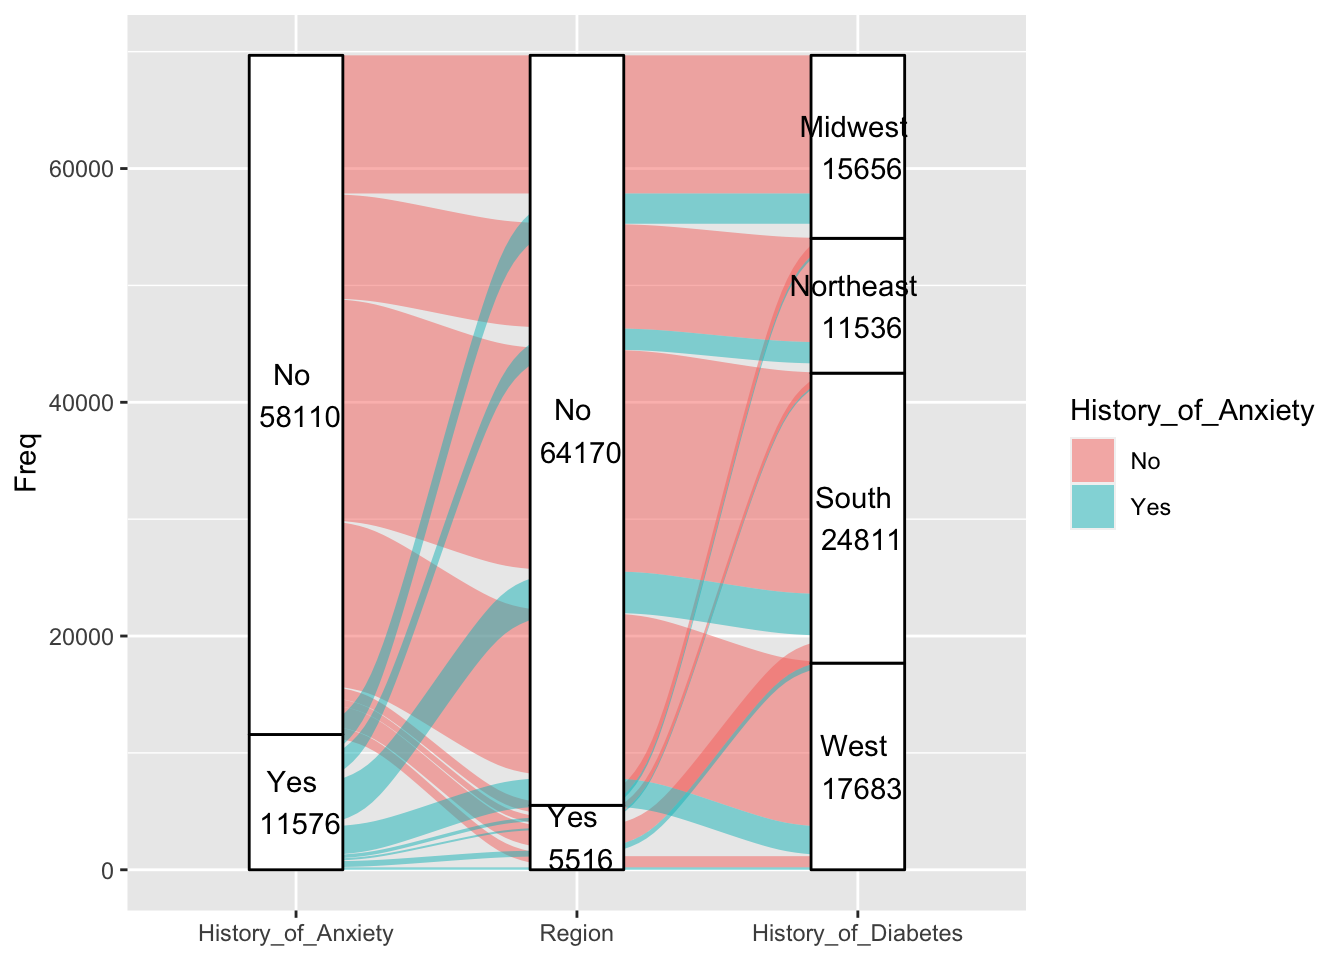 Freq
60000
40000
20000
0
No
58110
Yes
11576
No
64170
Yes
5516
Midwest
15656
Northeast
11536
South
24811
West
17683
History_of_Anxiety
Region
History_of_Diabetes
History_of_Anxiety
No
Yes